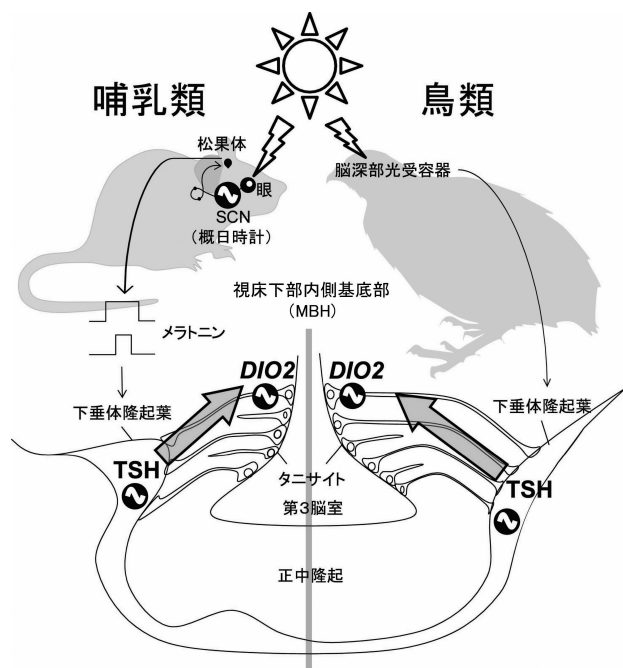 哺乳類
鳥類
松果体
眼
SCN
（概日時計）
脳深部光受容器
視床下部内側基底部
（MBH）
メラトニン
DIO2
DIO2
下垂体隆起葉
下垂体隆起葉
TSH
TSH
タニサイト
第３脳室
正中隆起